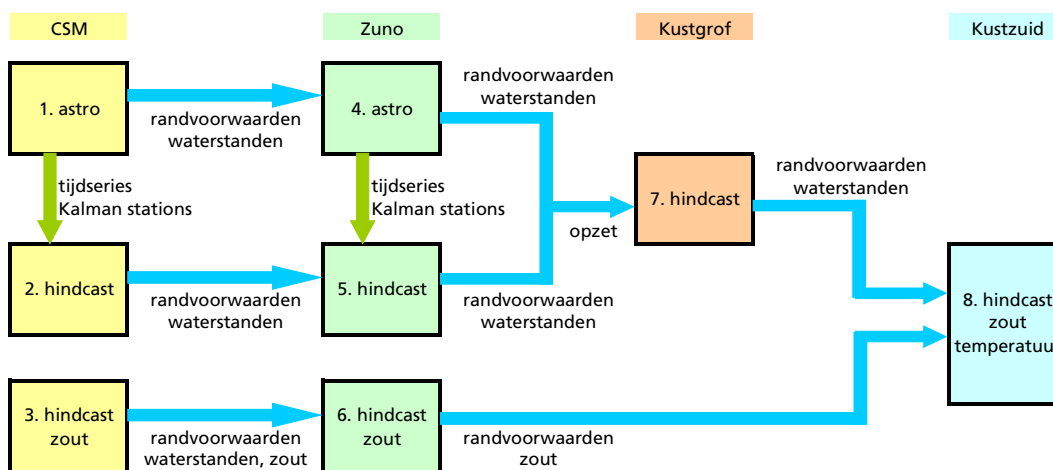 CSM
Zuno
Kustgrof
Kustzuid
1. astro
randvoorwaarden
waterstanden
4. astro
randvoorwaarden
waterstanden
tijdseries
Kalman stations
tijdseries
Kalman stations
opzet
7. hindcast
randvoorwaarden
waterstanden
2. hindcast
randvoorwaarden
waterstanden
5. hindcast
randvoorwaarden
waterstanden
8. hindcast
zout
temperatuu
3. hindcast
zout
randvoorwaarden
waterstanden, zout
6. hindcast
zout
randvoorwaarden
zout